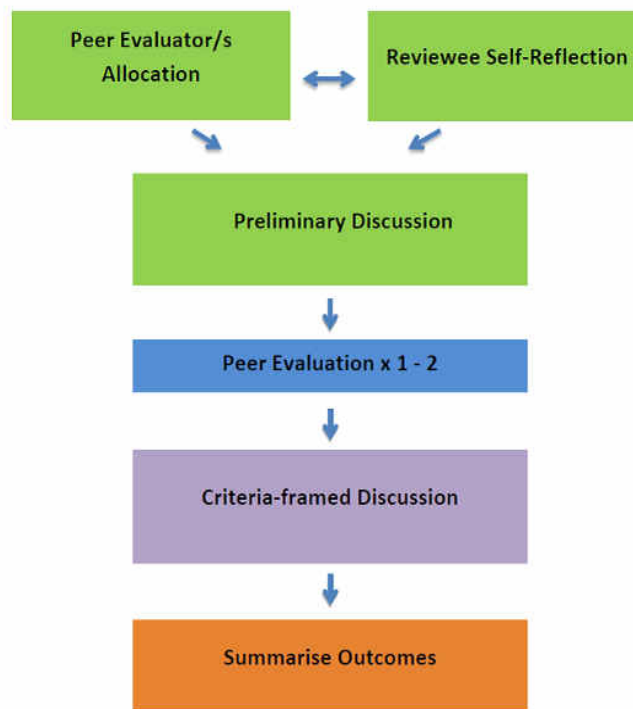 Peer Evaluator/s
Allocation
Reviewee Self-Reflection
Preliminary Discussion
Peer Evaluation x 1 - 2
Criteria-framed Discussion
Summarise Outcomes